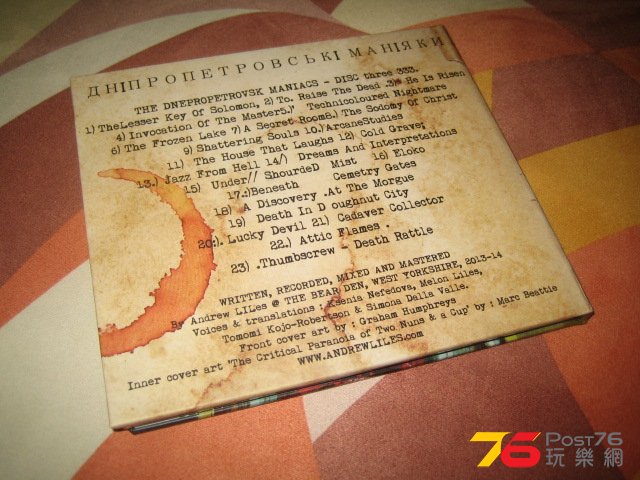 ДНІПРОПЕТРОВСЬКІ МАНІЯКИ
THE DNEPROPETROVSK MANIACS - DISC three 333.
1) TheLesser Key Of Solomon, 2) To. Raise The Dead .3)* He Is Risen
4) Invocation Of The Master5.)' Technicoloured Nightmare
6) The Frozen Lake 7) A Secret Room8.) The Sodomy Of Christ
9) Shattering Souls 10.)/ArcaneStudies
11) The House That Laughs 12) Cold Grave;
13.) Jazz From Hell 14/) Dreams And Interpretations
15) Under// ShourdeD Mist 16) Eloko
17.:)Beneath Cemetry Gates
18) A Discovery .At The Morgue
19) Death In D oughnut City
20:). Lucky Devil 21) Cadaver Collector
22.) Attic Flames .
23) .Thumbscrew - Death Rattle
WRITTEN, RECORDED, MIXED AND MASTERED
By Andrew LILes @ THE BEAR DEN, WEST YORKSHIRE, 2013-14
Voices & translations : Ksenia Nefedova, Melon Liles,
Tomomi Kojo-Robertson & Simona Dalla Valle.
Front cover art by : Graham Humphreys
Inner cover art 'The Critical Paranoia of Two Nuns & a Cup' by : Marc Beattie
WWW.ANDREWLILES.COM
76 POST76
玩樂網